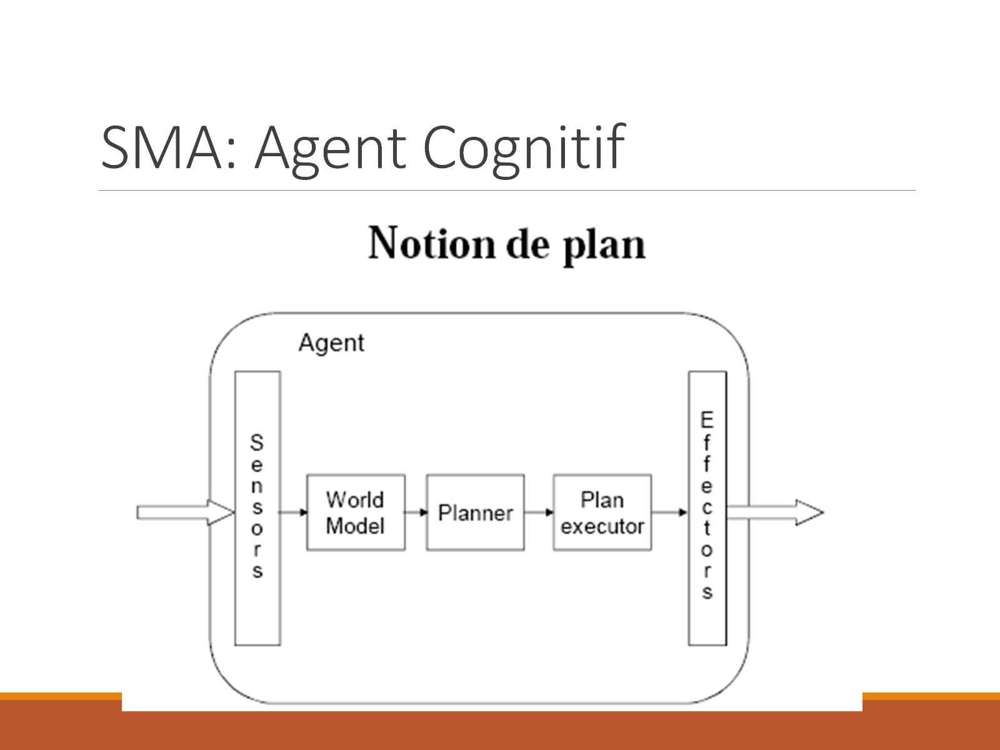 SMA: Agent Cognitif
Notion de plan
Agent
Sensors
World
Model
Planner
Plan
executor
Effectors